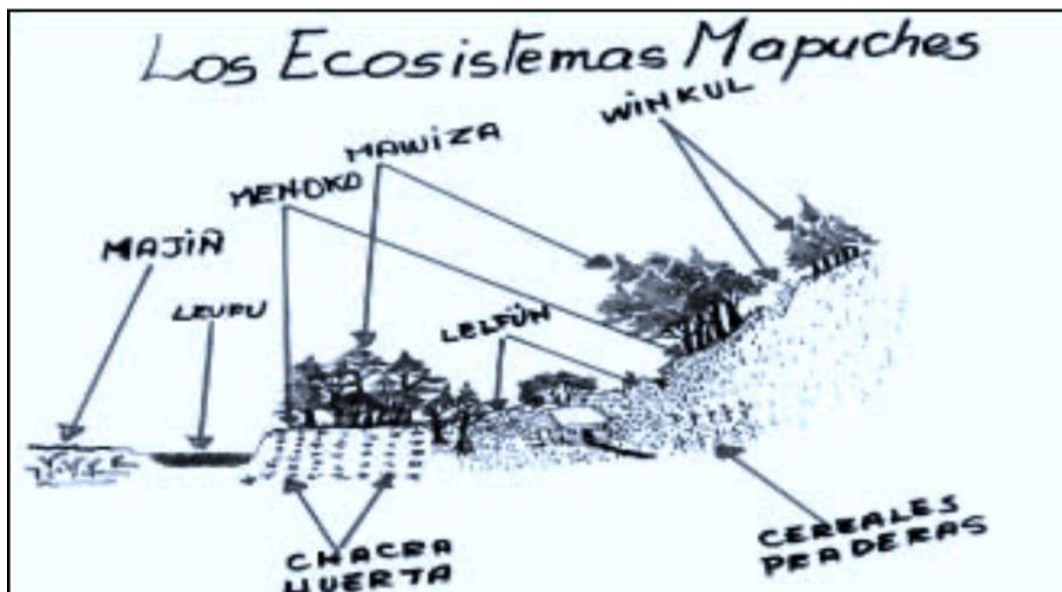 Los Ecosistemas Mapuches
WINKUL
MAWIZA
MENOKO
MAJIÑ
LEUFU
LELFÜN
CHACRA
HUERTA
CEREALES
PRADERAS